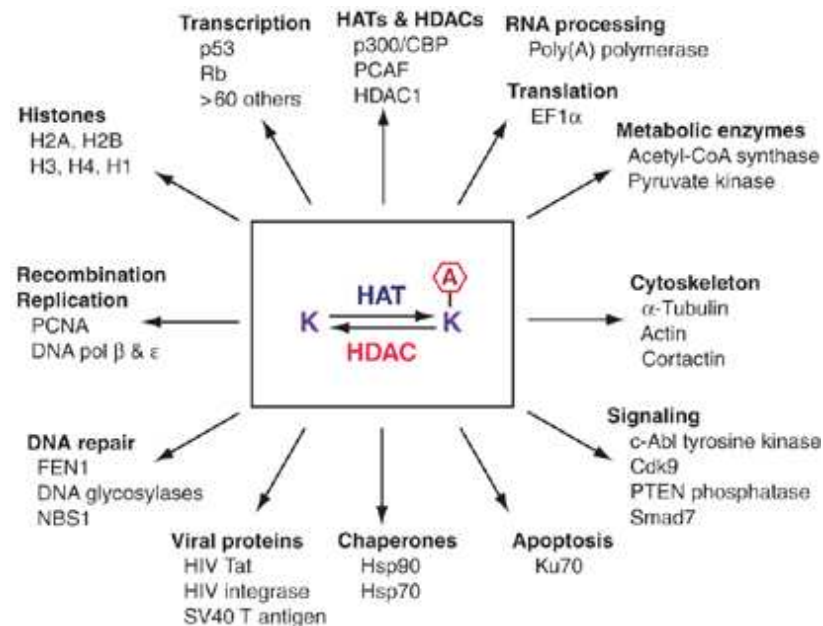 Transcription
p53
Rb
>60 others
HATs & HDACs
p300/CBP
PCAF
HDAC1
RNA processing
Poly(A) polymerase
Translation
EF1α
Histones
H2A, H2B
H3, H4, H1
Metabolic enzymes
Acetyl-CoA synthase
Pyruvate kinase
Recombination
Replication
PCNA
DNA pol β & ε
A
HAT
K K
HDAC
Cytoskeleton
α-Tubulin
Actin
Cortactin
DNA repair
FEN1
DNA glycosylases
NBS1
Signaling
c-Abl tyrosine kinase
Cdk9
PTEN phosphatase
Smad7
Viral proteins
HIV Tat
HIV integrase
SV40 T antigen
Chaperones
Hsp90
Hsp70
Apoptosis
Ku70